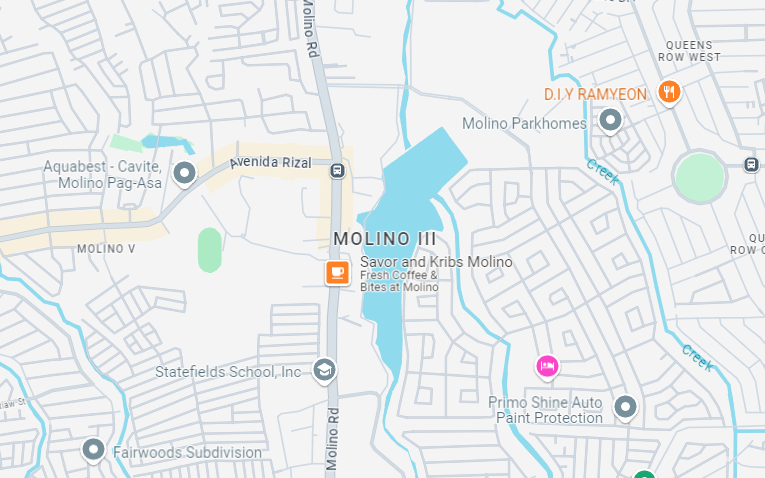 Molino Rd
QUEENS
ROW WEST
D.I.Y RAMYEON
Molino Parkhomes
Avenida Rizal
Aquabest - Cavite,
Molino Pag-Asa
Creek
MOLINO V
MOLINO III
Savor and Kribs Molino
Fresh Coffee &
Bites at Molino
QU
ROW C
Creek
Statefields School, Inc
Primo Shine Auto
Paint Protection
Molino Rd
Fairwoods Subdivision